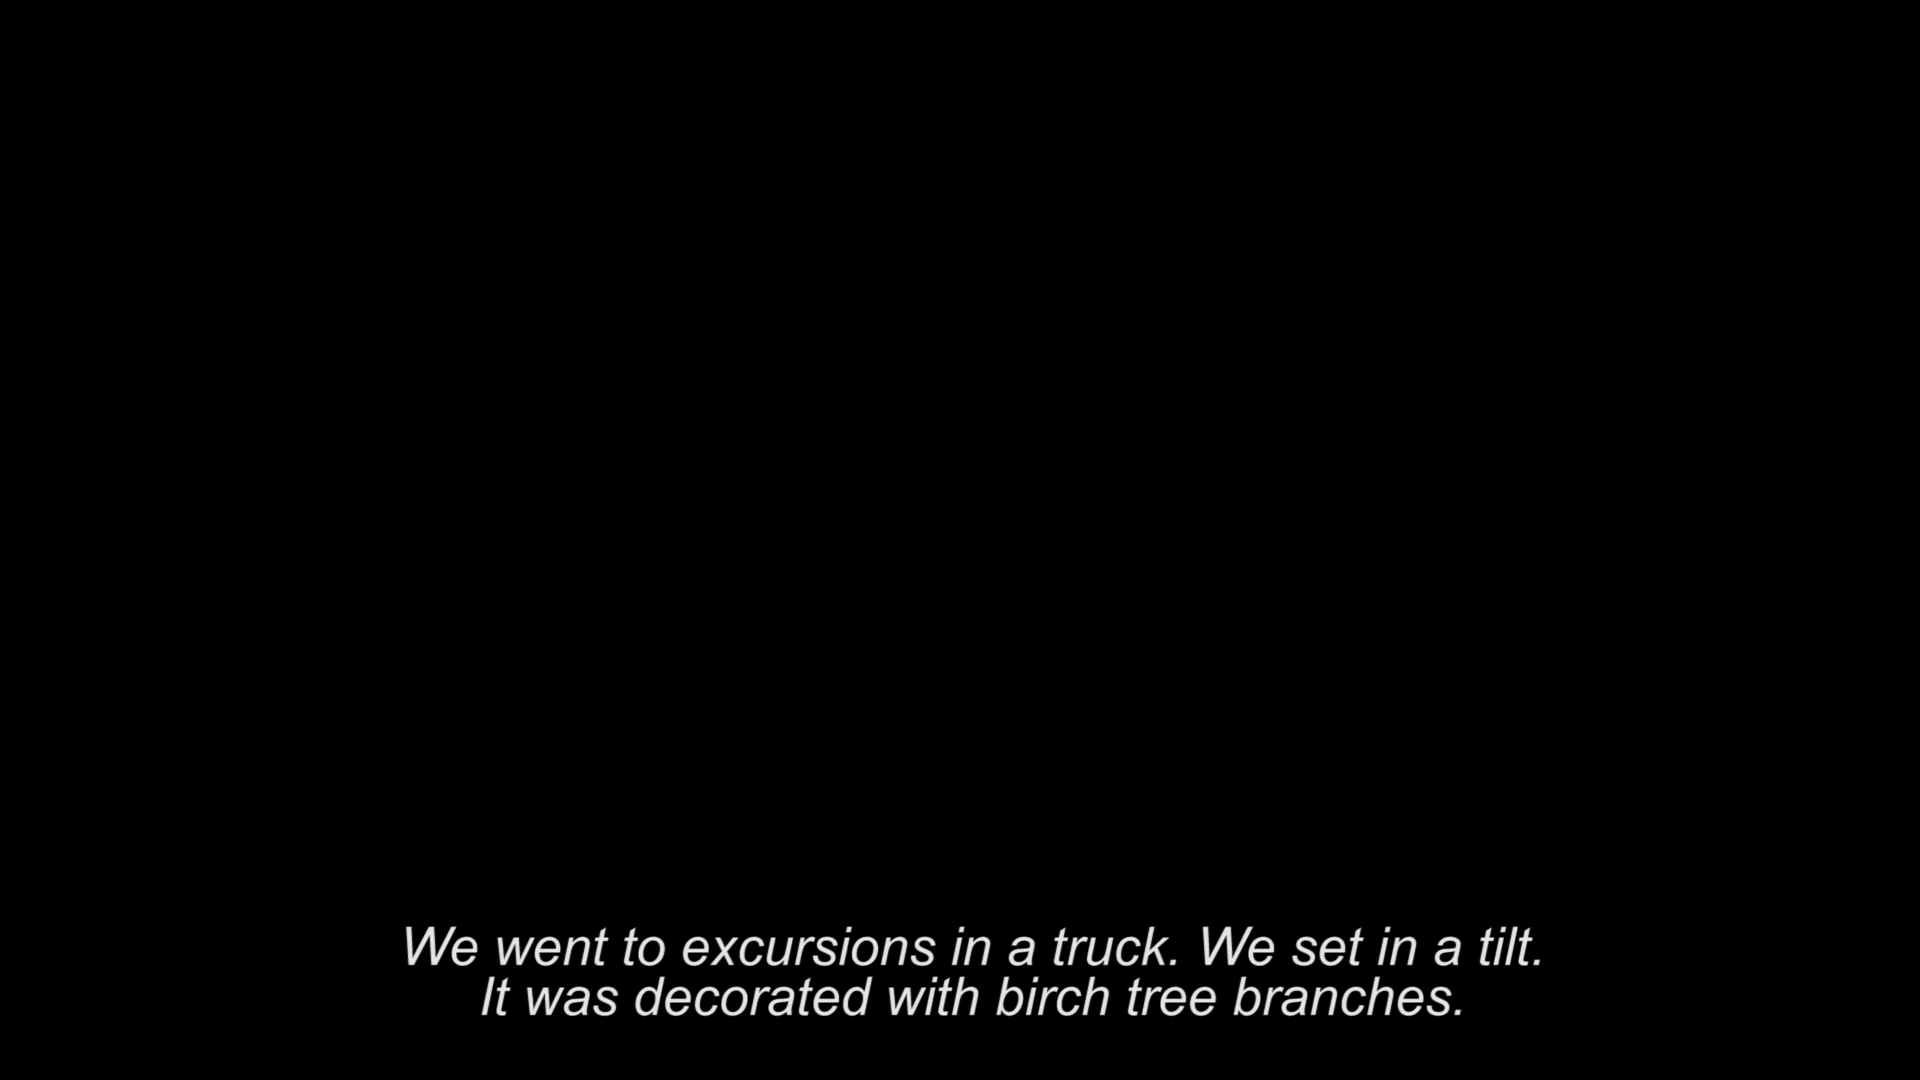 We went to excursions in a truck. We set in a tilt.
It was decorated with birch tree branches.